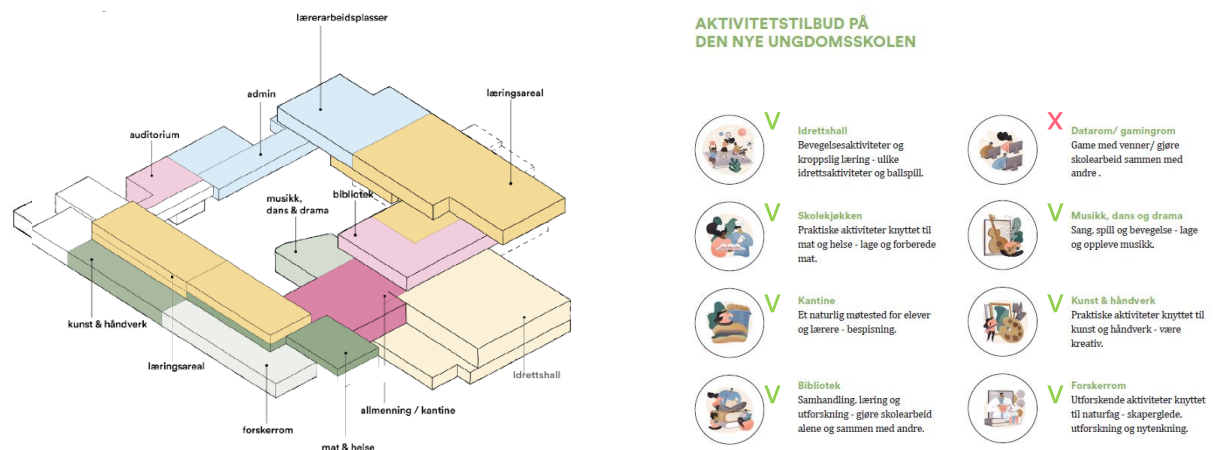 lærerarbeidsplasser
admin
læringsareal
auditorium
musikk,
dans & drama
bibliotek
kunst & håndverk
læringsareal
Idrettshall
allmenning / kantine
forskerrom
mat & helse
AKTIVITETSTILBUD PÅ
DEN NYE UNGDOMSSKOLEN
V
Idrettshall
Bevegelsesaktiviteter og
kroppslig læring - ulike
idrettsaktiviteter og ballspill.
V
Skolekjøkken
Praktiske aktiviteter knyttet til
mat og helse - lage og forberede
mat.
V
Kantine
Et naturlig møtested for elever
og lærere - bespisning.
V
Bibliotek
Samhandling, læring og
utforskning - gjøre skolearbeid
alene og sammen med andre.
X
Datarom/ gamingrom
Game med venner/ gjøre
skolearbeid sammen med
andre .
V
Musikk, dans og drama
Sang, spill og bevegelse - lage
og oppleve musikk.
V
Kunst & håndverk
Praktiske aktiviteter knyttet til
kunst og håndverk - være
kreativ.
V
Forskerrom
Utforskende aktiviteter knyttet
til naturfag - skaperglede,
utforskning og nytenkning.